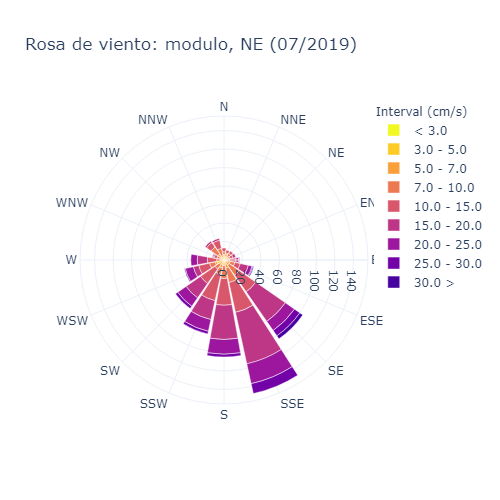 Rosa de viento: modulo, NE (07/2019)
N
NNE
NE
EN
E
ESE
SE
SSE
S
SSW
SW
WSW
W
WNW
NW
NNW
0
20
40
60
80
100
120
140
Interval (cm/s)
< 3.0
3.0 - 5.0
5.0 - 7.0
7.0 - 10.0
10.0 - 15.0
15.0 - 20.0
20.0 - 25.0
25.0 - 30.0
30.0 >